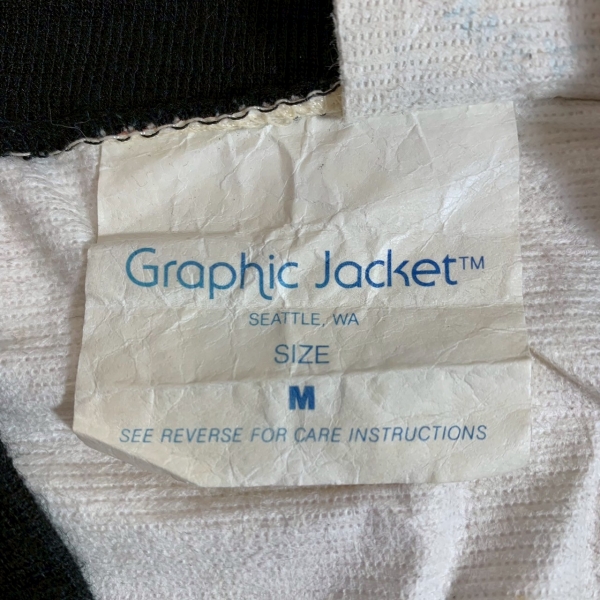 Graphic Jacket™
SEATTLE, WA
SIZE
M
SEE REVERSE FOR CARE INSTRUCTIONS